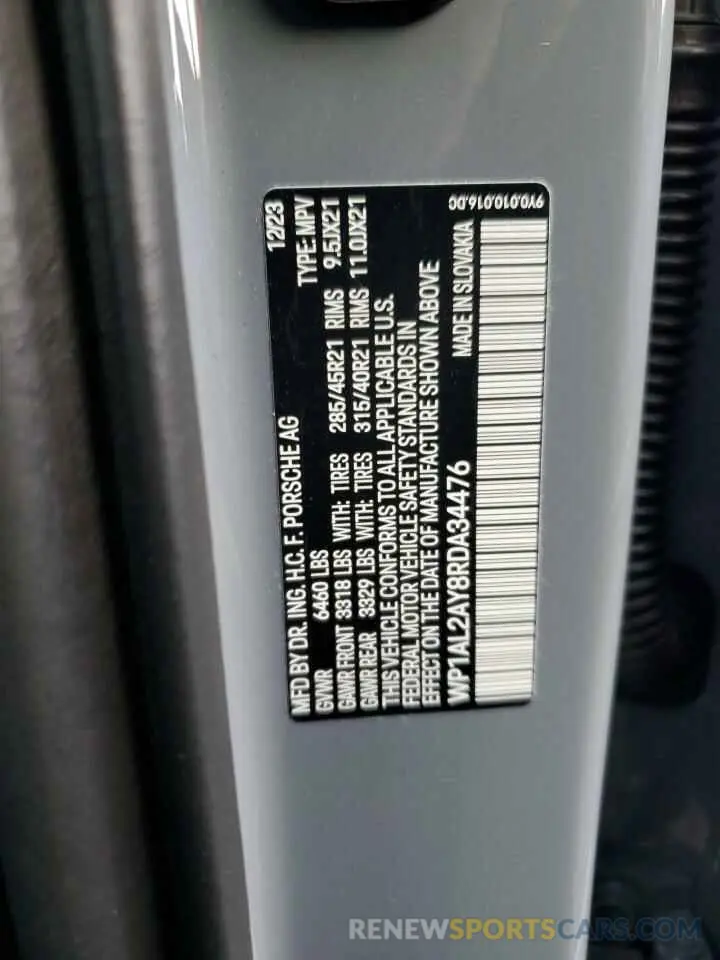 MFD BY DR. ING. H.C. F. PORSCHE AG 12/23
GVWR 6460 LBS TYPE: MPV
GAWR FRONT 3318 LBS WITH: TIRES 285/45R21 RIMS 9.5JX21
GAWR REAR 3329 LBS WITH: TIRES 315/40R21 RIMS 11.0JX21
THIS VEHICLE CONFORMS TO ALL APPLICABLE U.S.
FEDERAL MOTOR VEHICLE SAFETY STANDARDS IN
EFFECT ON THE DATE OF MANUFACTURE SHOWN ABOVE
WP1AL2AY8RDA34476 MADE IN SLOVAKIA
9Y0.010.016.DC
RENEWSPORTSCARS.COM